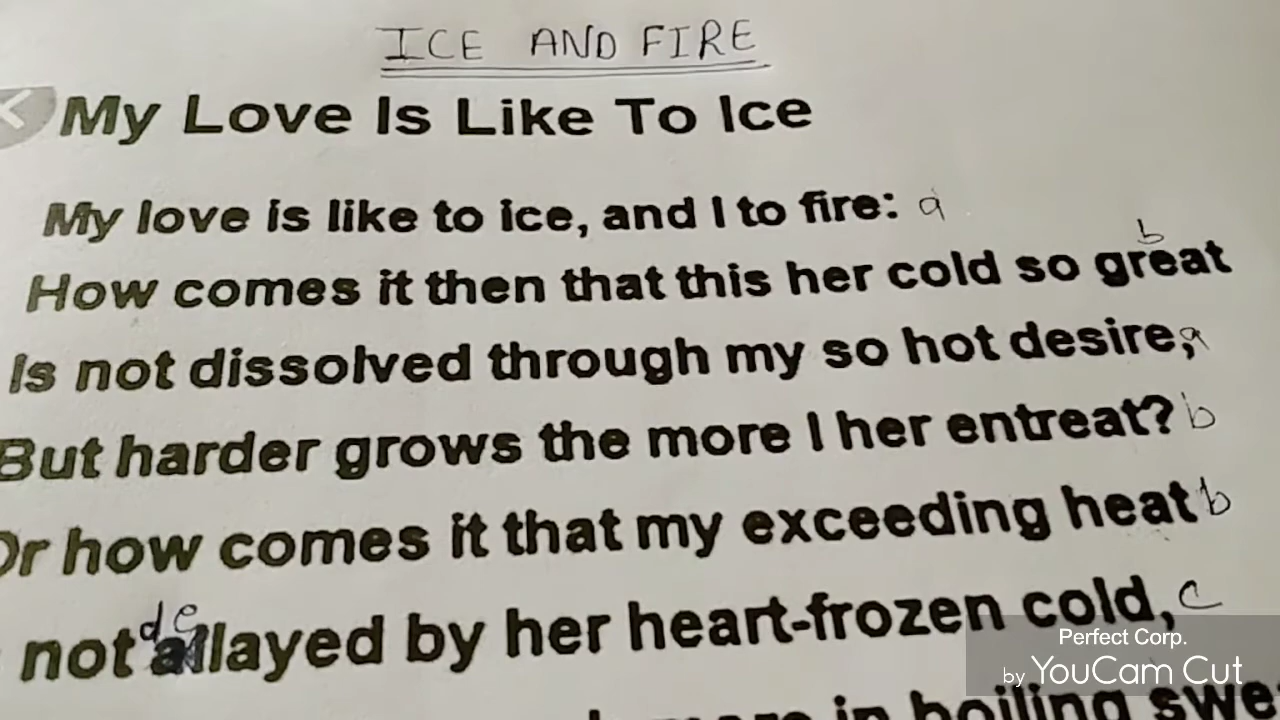 ICE AND FIRE
My Love Is Like To Ice
My love is like to ice, and I to fire: a
b
How comes it then that this her cold so great
Is not dissolved through my so hot desire, a
But harder grows the more I her entreat? b
Or how comes it that my exceeding heat b
de
not allayed by her heart-frozen cold, c
in boiling
Perfect Corp.
by YouCam Cut